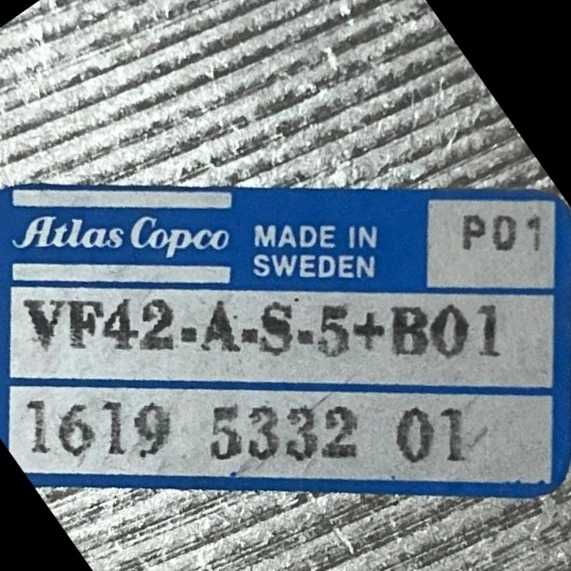 Atlas Copco
MADE IN
SWEDEN
P01
VF42-A-S-5+B01
1619 5332 01